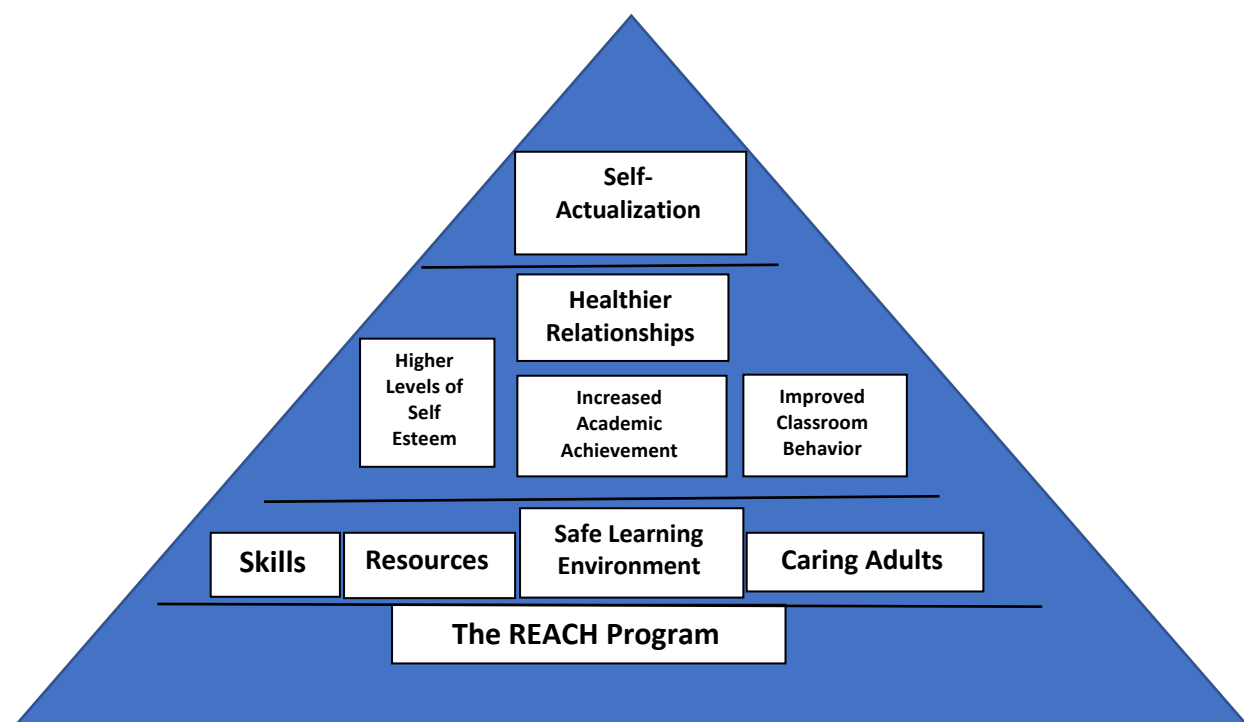 Self-
Actualization
Healthier
Relationships
Higher
Levels of
Self
Esteem
Increased
Academic
Achievement
Improved
Classroom
Behavior
Skills
Resources
Safe Learning
Environment
Caring Adults
The REACH Program